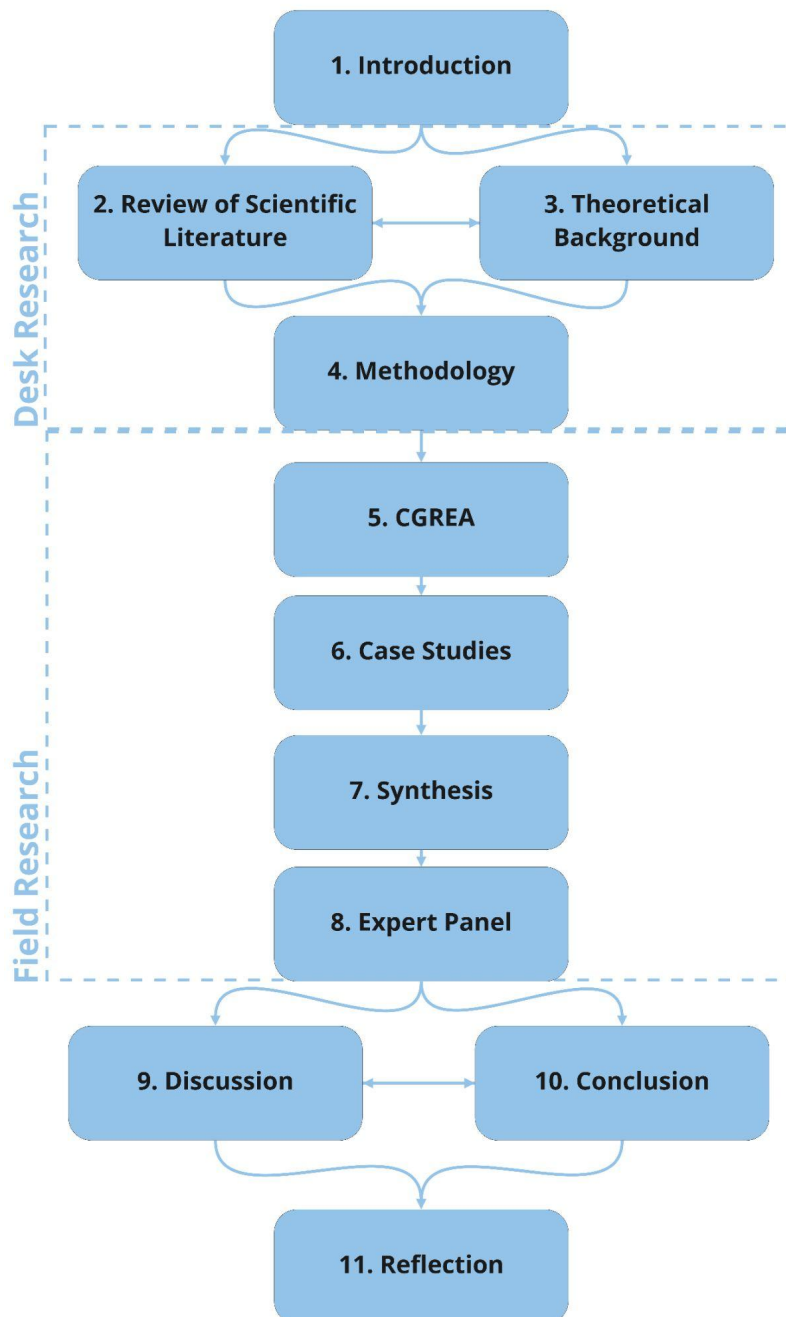 1. Introduction
Desk Research
2. Review of Scientific
Literature
3. Theoretical
Background
4. Methodology
Field Research
5. CGREA
6. Case Studies
7. Synthesis
8. Expert Panel
9. Discussion
10. Conclusion
11. Reflection